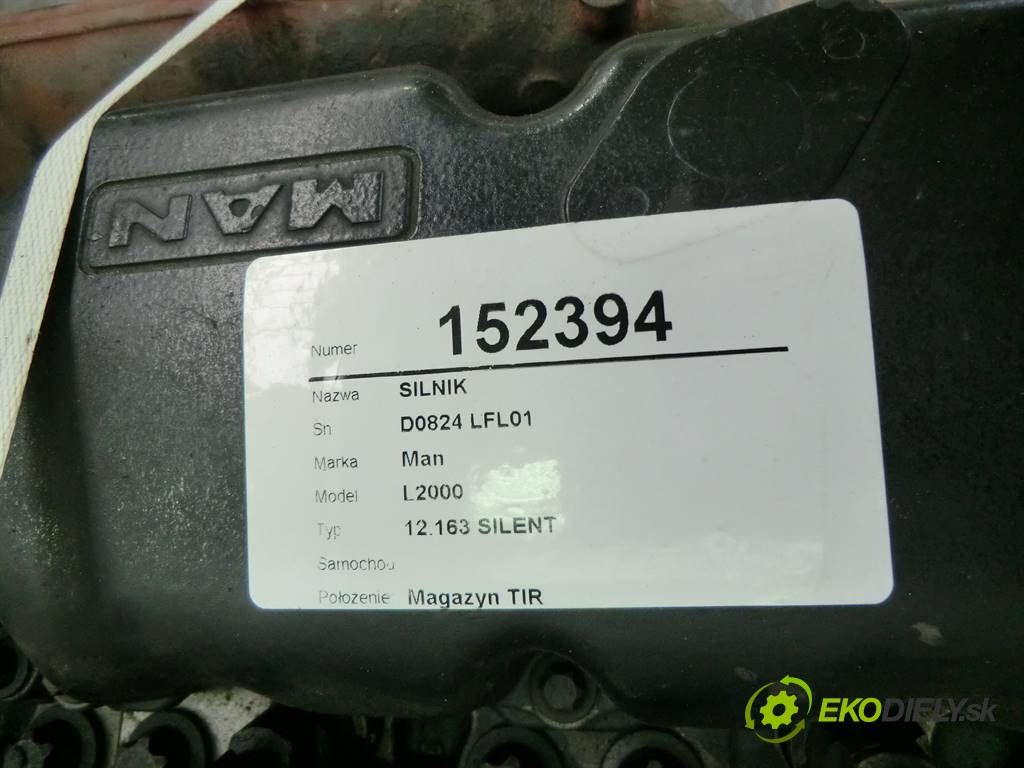 MAN
Numer 152394
Nazwa SILNIK
Sn D0824 LFL01
Marka Man
Model L2000
Typ 12.163 SILENT
Samochou
Położenie Magazyn TIR
EKODIELY.sk